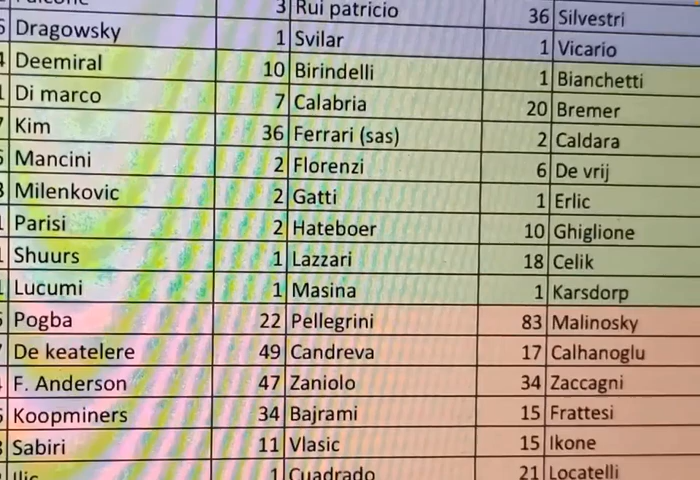 3 Rui patricio 36 Silvestri
Dragowsky 1 Svilar 1 Vicario
Deemiral 10 Birindelli 1 Bianchetti
Di marco 7 Calabria 20 Bremer
Kim 36 Ferrari (sas) 2 Caldara
Mancini 2 Florenzi 6 De vrij
Milenkovic 2 Gatti 1 Erlic
Parisi 2 Hateboer 10 Ghiglione
Shuurs 1 Lazzari 18 Celik
Lucumi 1 Masina 1 Karsdorp
Pogba 22 Pellegrini 83 Malinosky
De keatelere 49 Candreva 17 Calhanoglu
F. Anderson 47 Zaniolo 34 Zaccagni
Koopminers 34 Bajrami 15 Frattesi
Sabiri 11 Vlasic 15 Ikone
1 Cuadrado 21 Locatelli